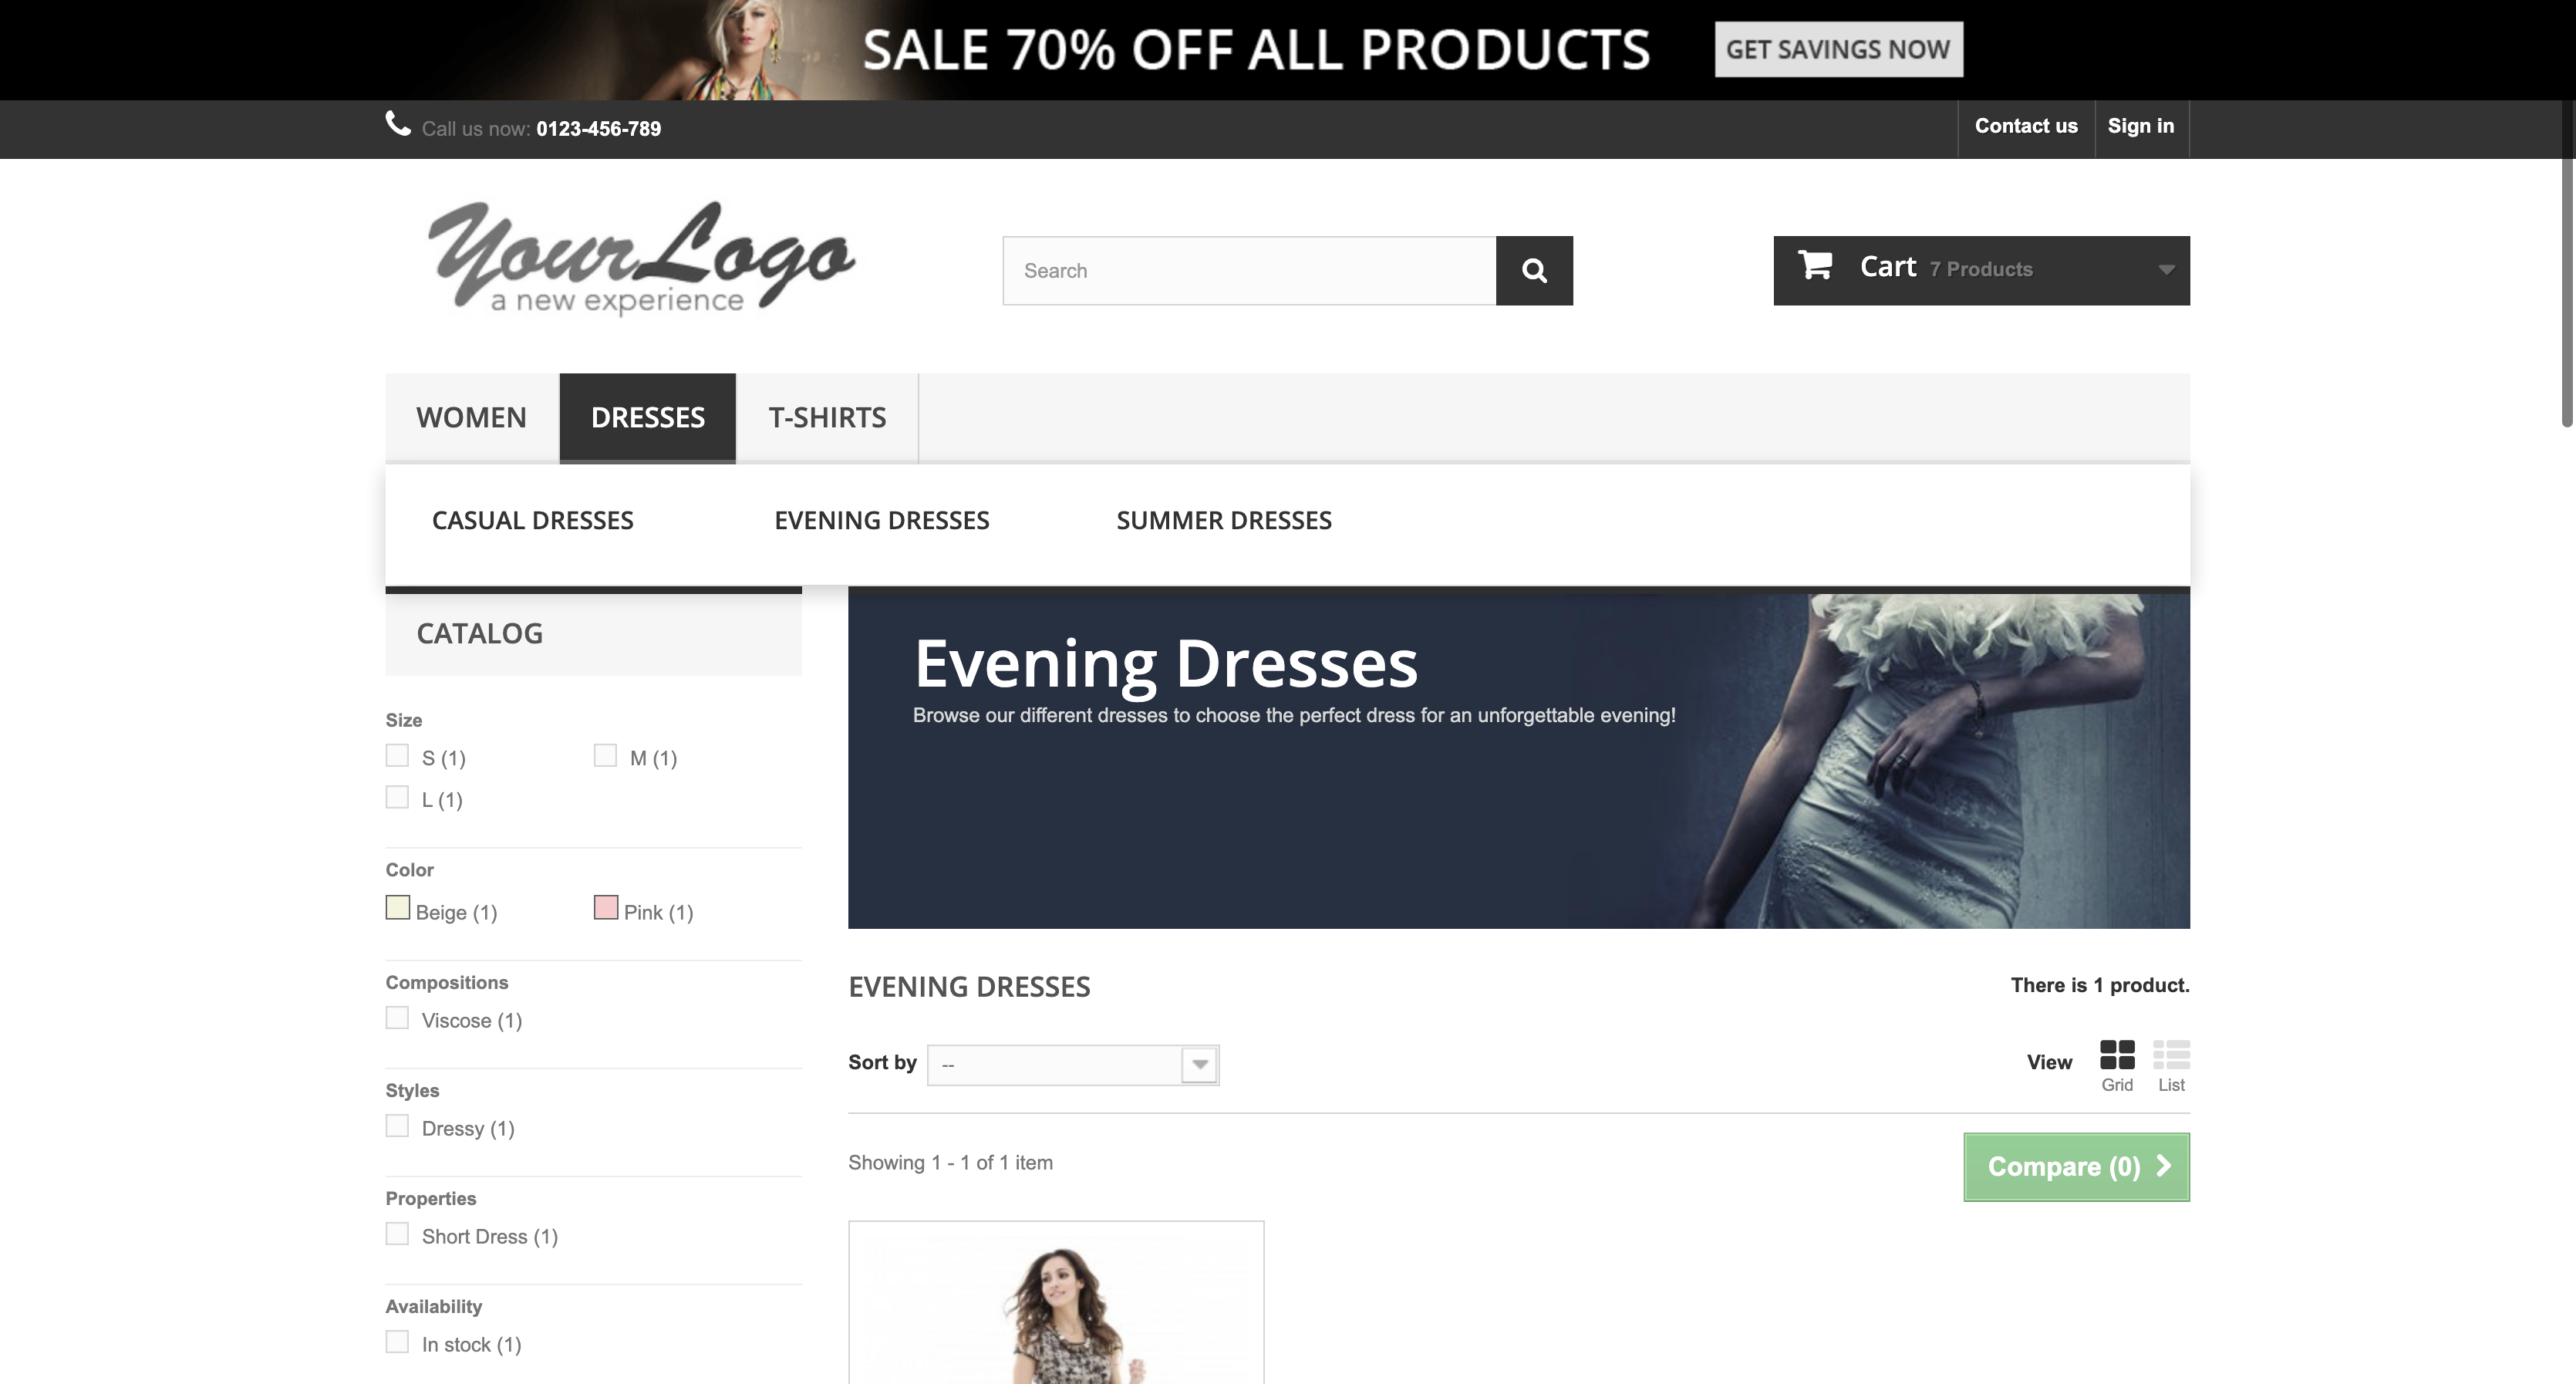 SALE 70% OFF ALL PRODUCTS
GET SAVINGS NOW
Call us now: 0123-456-789
Contact us
Sign in
YourLogo
a new experience
Search
Cart 7 Products
WOMEN
DRESSES
T-SHIRTS
CASUAL DRESSES
EVENING DRESSES
SUMMER DRESSES
CATALOG
Size
S (1)
M (1)
L (1)
Color
Beige (1)
Pink (1)
Compositions
Viscose (1)
Styles
Dressy (1)
Properties
Short Dress (1)
Availability
In stock (1)
Evening Dresses
Browse our different dresses to choose the perfect dress for an unforgettable evening!
EVENING DRESSES
There is 1 product.
Sort by
--
View
Grid
List
Showing 1 - 1 of 1 item
Compare (0)